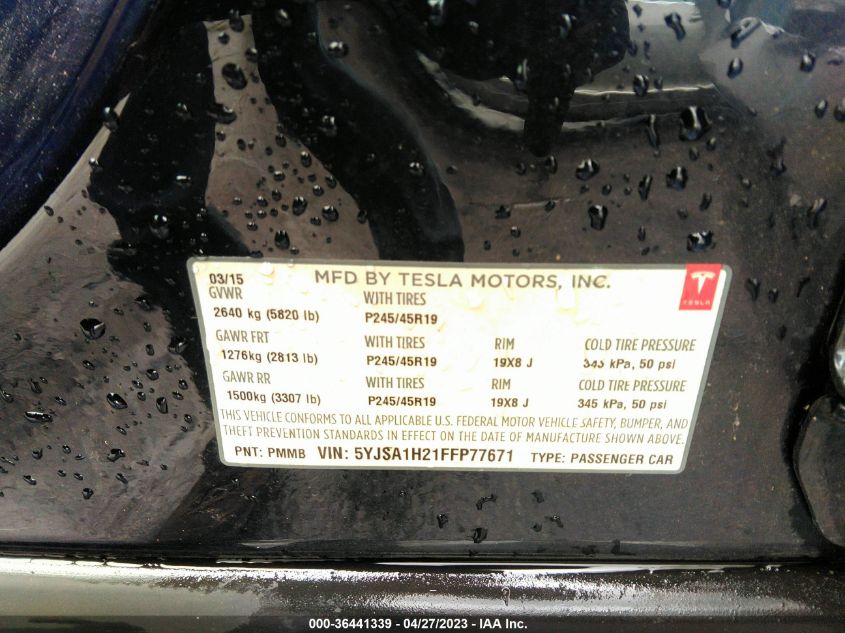 03/15 MFD BY TESLA MOTORS, INC.
GVWR WITH TIRES
2640 kg (5820 lb) P245/45R19
GAWR FRT WITH TIRES RIM COLD TIRE PRESSURE
1276kg (2813 lb) P245/45R19 19X8 J 345 kPa, 50 psi
GAWR RR WITH TIRES RIM COLD TIRE PRESSURE
1500kg (3307 lb) P245/45R19 19X8 J 345 kPa, 50 psi
THIS VEHICLE CONFORMS TO ALL APPLICABLE U.S. FEDERAL MOTOR VEHICLE SAFETY, BUMPER, AND
THEFT PREVENTION STANDARDS IN EFFECT ON THE DATE OF MANUFACTURE SHOWN ABOVE.
PNT: PMMB VIN: 5YJSA1H21FFP77671 TYPE: PASSENGER CAR
TESLA
000-36441339 - 04/27/2023 - IAA Inc.